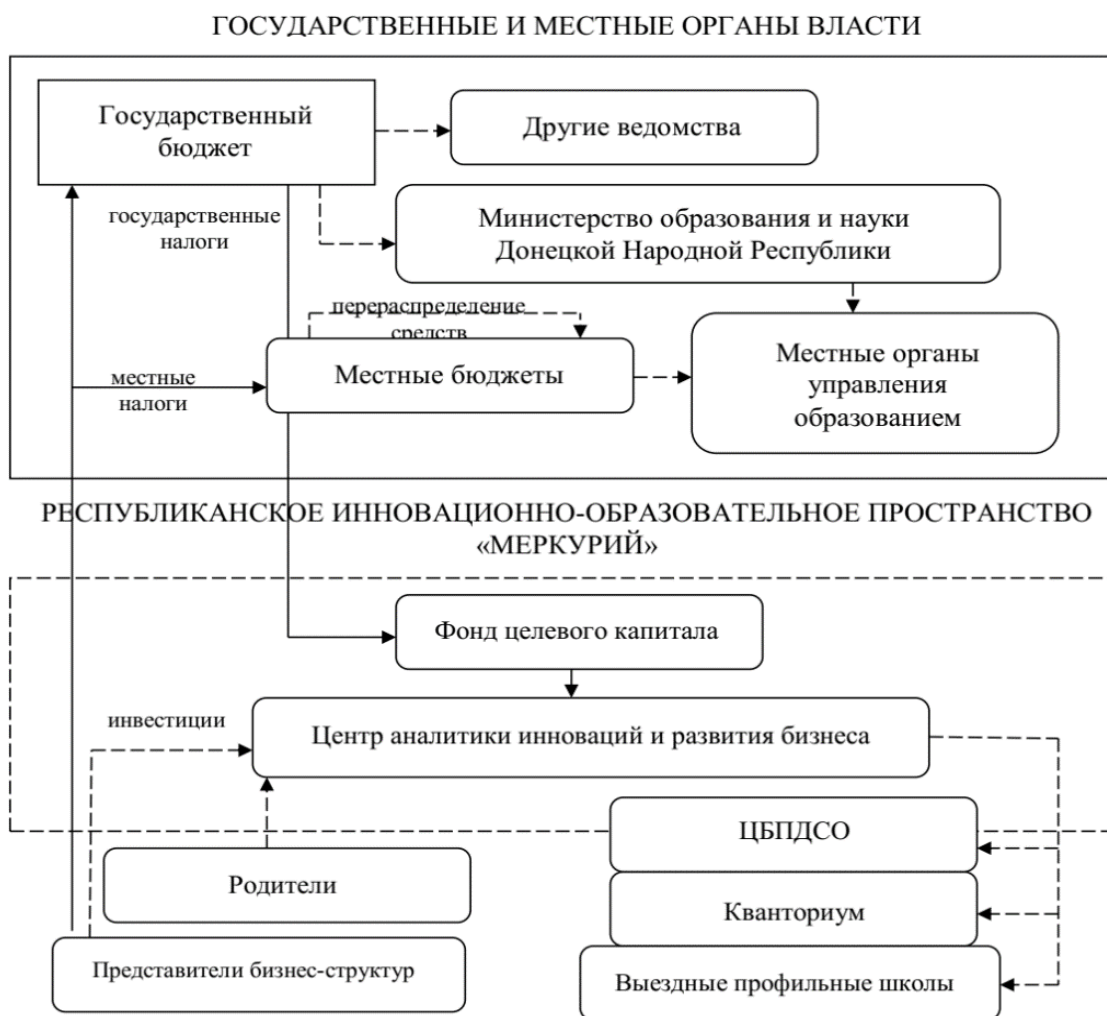 ГОСУДАРСТВЕННЫЕ И МЕСТНЫЕ ОРГАНЫ ВЛАСТИ
Государственный
бюджет
Другие ведомства
государственные
налоги
Министерство образования и науки
Донецкой Народной Республики
перераспределение
средств
Местные бюджеты
местные
налоги
Местные органы
управления
образованием
РЕСПУБЛИКАНСКОЕ ИННОВАЦИОННО-ОБРАЗОВАТЕЛЬНОЕ ПРОСТРАНСТВО
«МЕРКУРИЙ»
Фонд целевого капитала
инвестиции
Центр аналитики инноваций и развития бизнеса
ЦБПДСО
Родители
Кванториум
Представители бизнес-структур
Выездные профильные школы